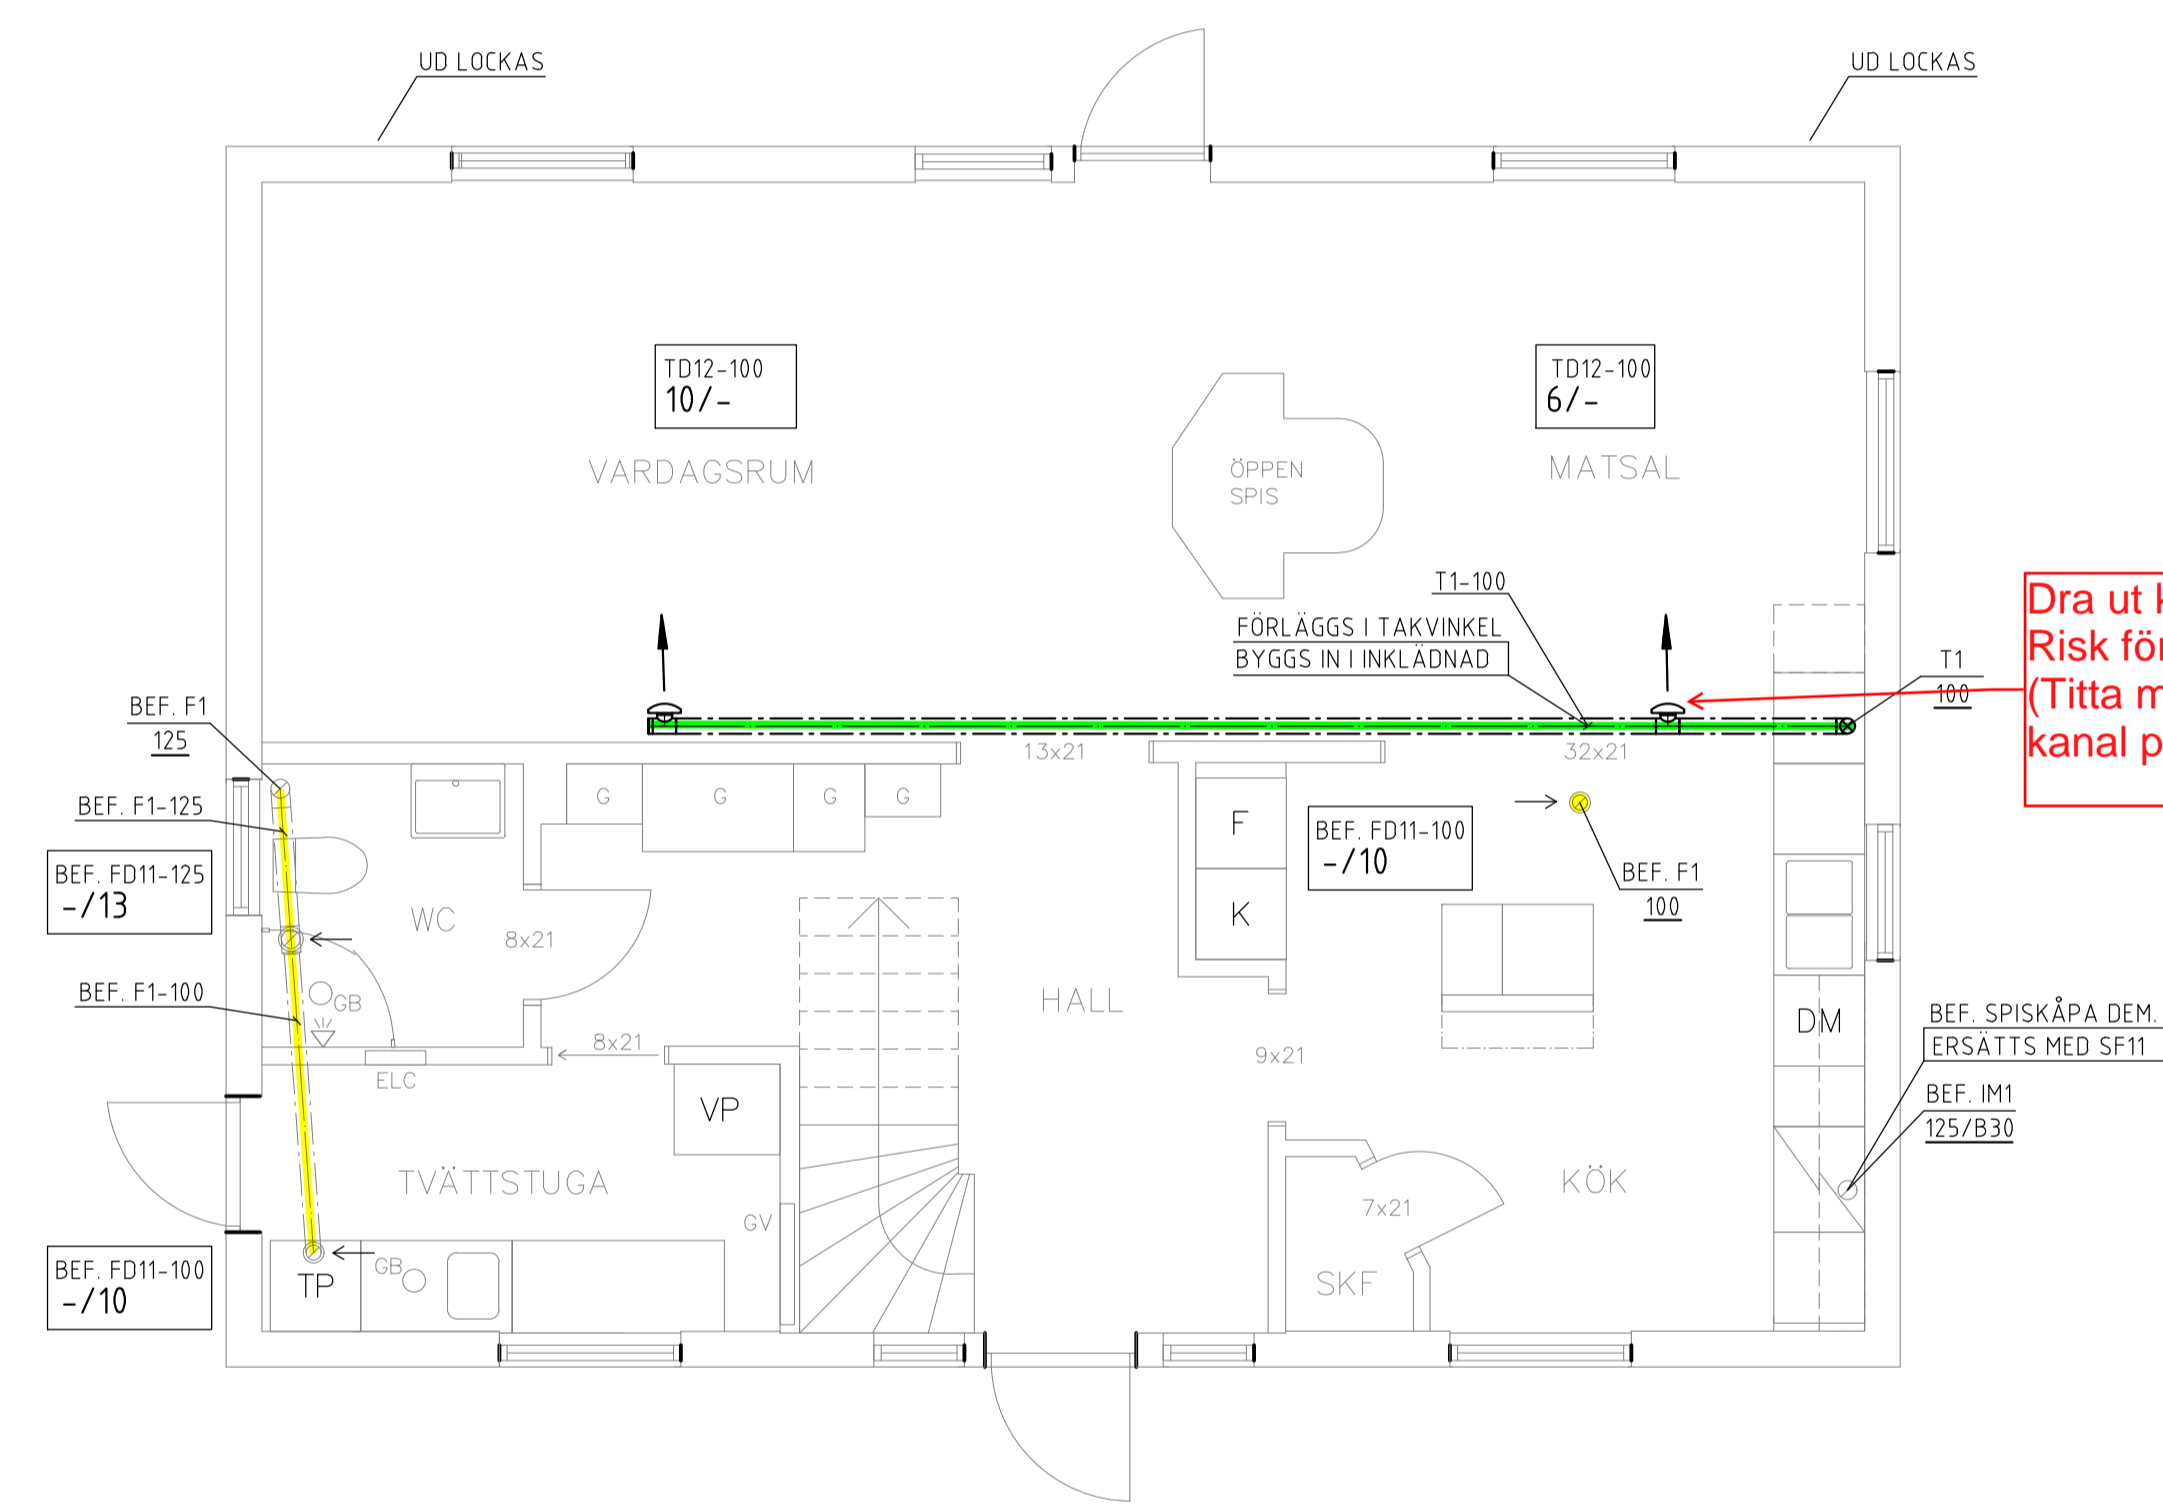 UD LOCKAS
UD LOCKAS
TD12-100
10/-
TD12-100
6/-
VARDAGSRUM
MATSAL
ÖPPEN
SPIS
T1-100
FÖRLÄGGS I TAKVINKEL
BYGGS IN I INKLÄDNAD
Dra ut
Risk för
(Titta
kanal
T1
100
BEF. F1
125
13x21
32x21
BEF. F1-125
G
G
G
G
F
BEF. FD11-100
-/10
BEF. FD11-125
-/13
BEF. F1
100
WC
8x21
K
BEF. F1-100
GB
HALL
DM
BEF. SPISKÅPA DEM.
ERSÄTTS MED SF11
8x21
9x21
ELC
VP
BEF. IM1
125/B30
TVÄTTSTUGA
KÖK
GV
7x21
BEF. FD11-100
-/10
GB
TP
SKF